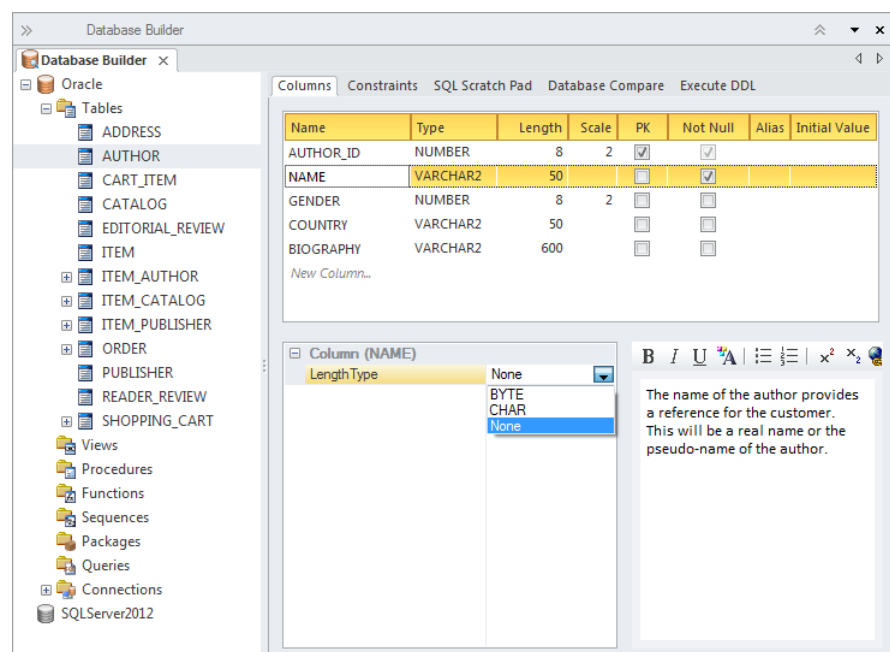 Database Builder
Database Builder
Oracle
Tables
ADDRESS
AUTHOR
CART_ITEM
CATALOG
EDITORIAL_REVIEW
ITEM
ITEM_AUTHOR
ITEM_CATALOG
ITEM_PUBLISHER
ORDER
PUBLISHER
READER_REVIEW
SHOPPING_CART
Views
Procedures
Functions
Sequences
Packages
Queries
Connections
SQLServer2012
Columns Constraints SQL Scratch Pad Database Compare Execute DDL
Name Type Length Scale PK Not Null Alias Initial Value
AUTHOR_ID NUMBER 8 2
NAME VARCHAR2 50
GENDER NUMBER 8 2
COUNTRY VARCHAR2 50
BIOGRAPHY VARCHAR2 600
New Column...
Column (NAME)
LengthType None
BYTE
CHAR
None
B I U A x² x₂
The name of the author provides
a reference for the customer.
This will be a real name or the
pseudo-name of the author.